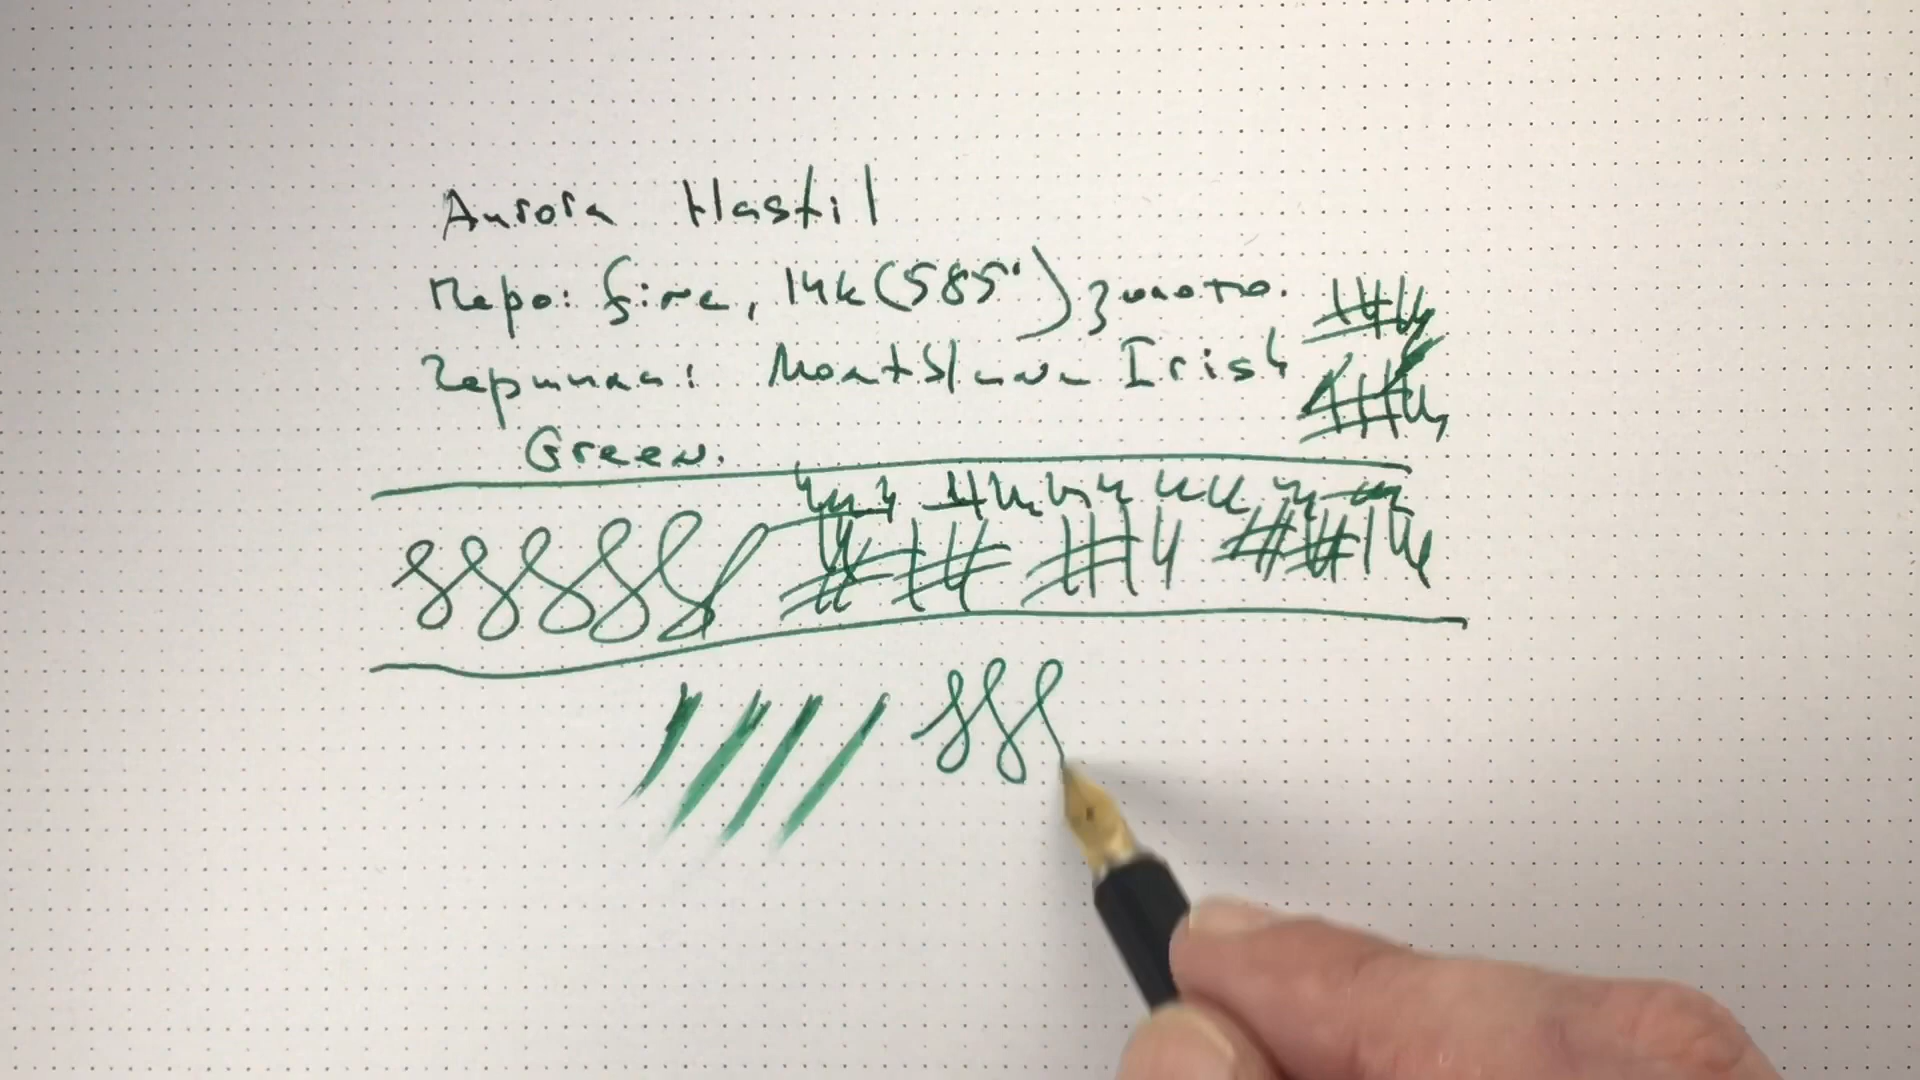 Aurora Hastil
Перо: fine, 14k (585°) золото.
Чернила: MontBlanc Irish
Green.